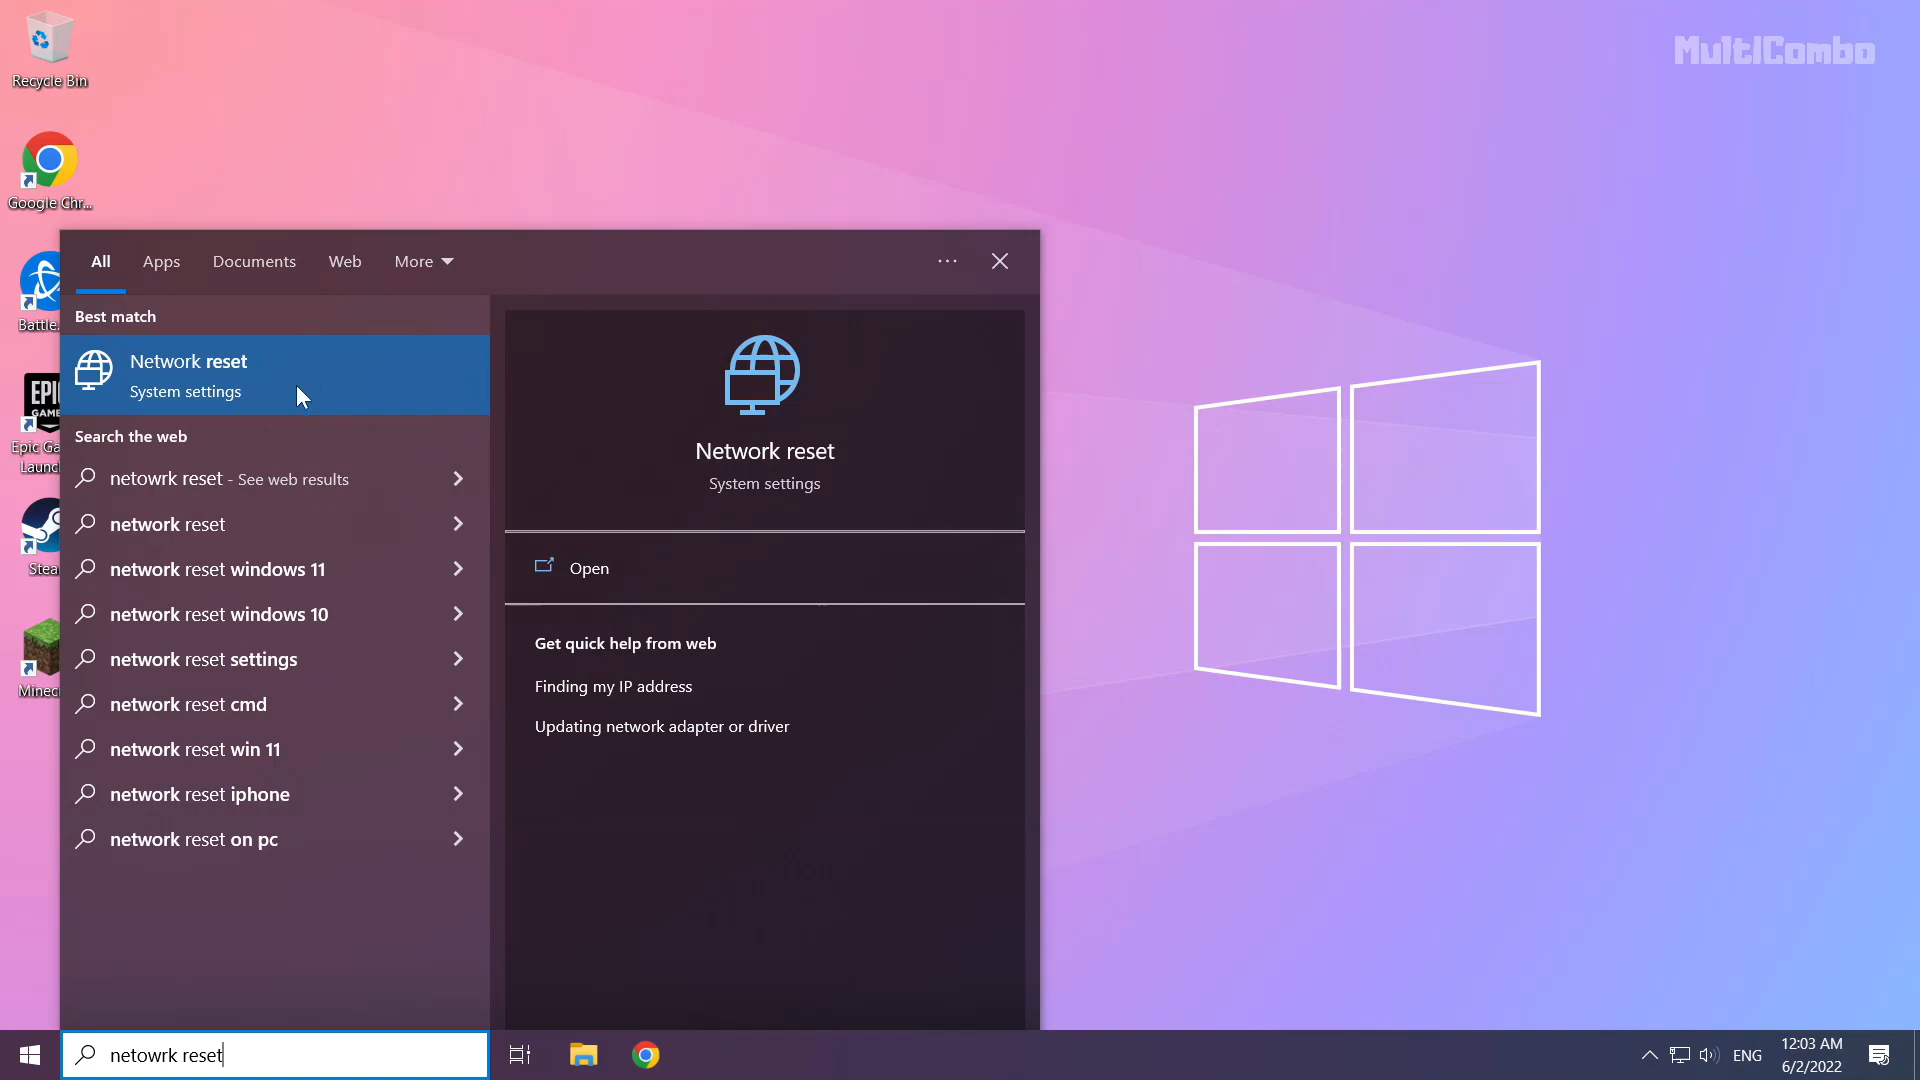 MultiCombo
Recycle Bin
Google Chr...
Battle.
EPIC
GAMES
Epic Ga
Launc
Stea
Minec
All
Apps
Documents
Web
More
Best match
Network reset
System settings
Search the web
netowrk reset - See web results
network reset
network reset windows 11
network reset windows 10
network reset settings
network reset cmd
network reset win 11
network reset iphone
network reset on pc
Network reset
System settings
Open
Get quick help from web
Finding my IP address
Updating network adapter or driver
netowrk reset
ENG
12:03 AM
6/2/2022